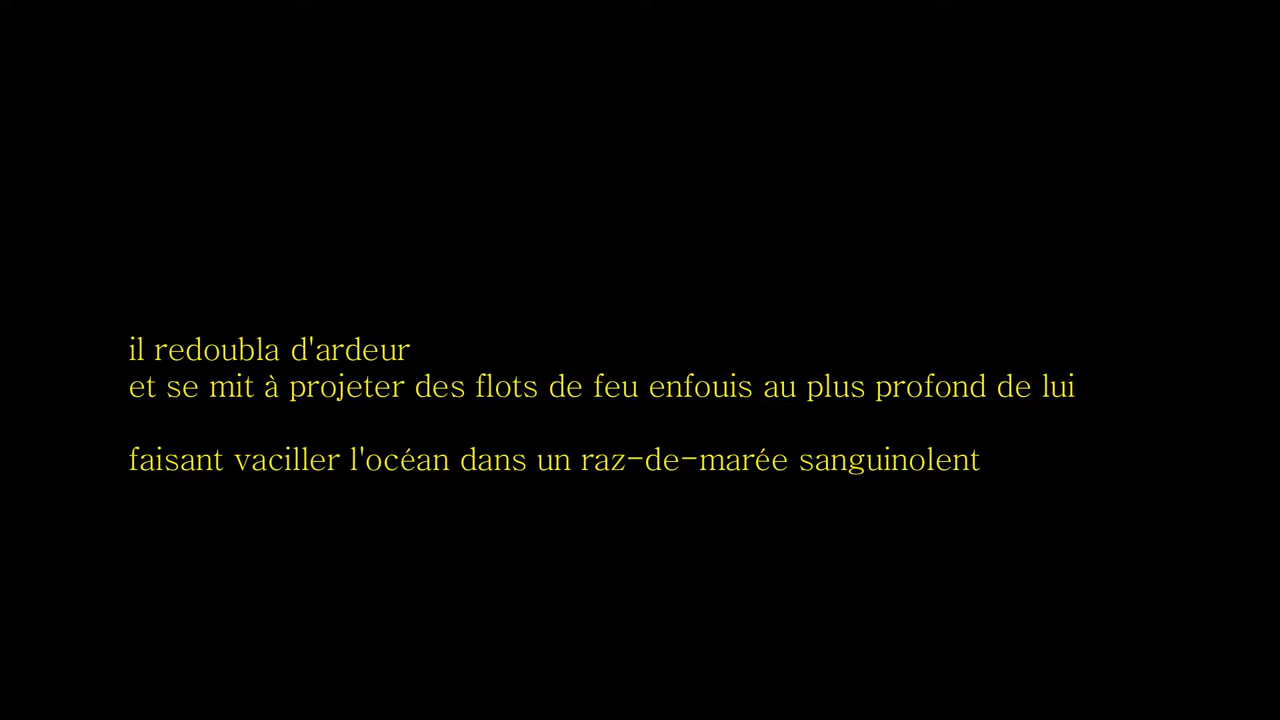 il redoubla d'ardeur
et se mit à projeter des flots de feu enfouis au plus profond de lui
faisant vaciller l'océan dans un raz-de-marée sanguinolent